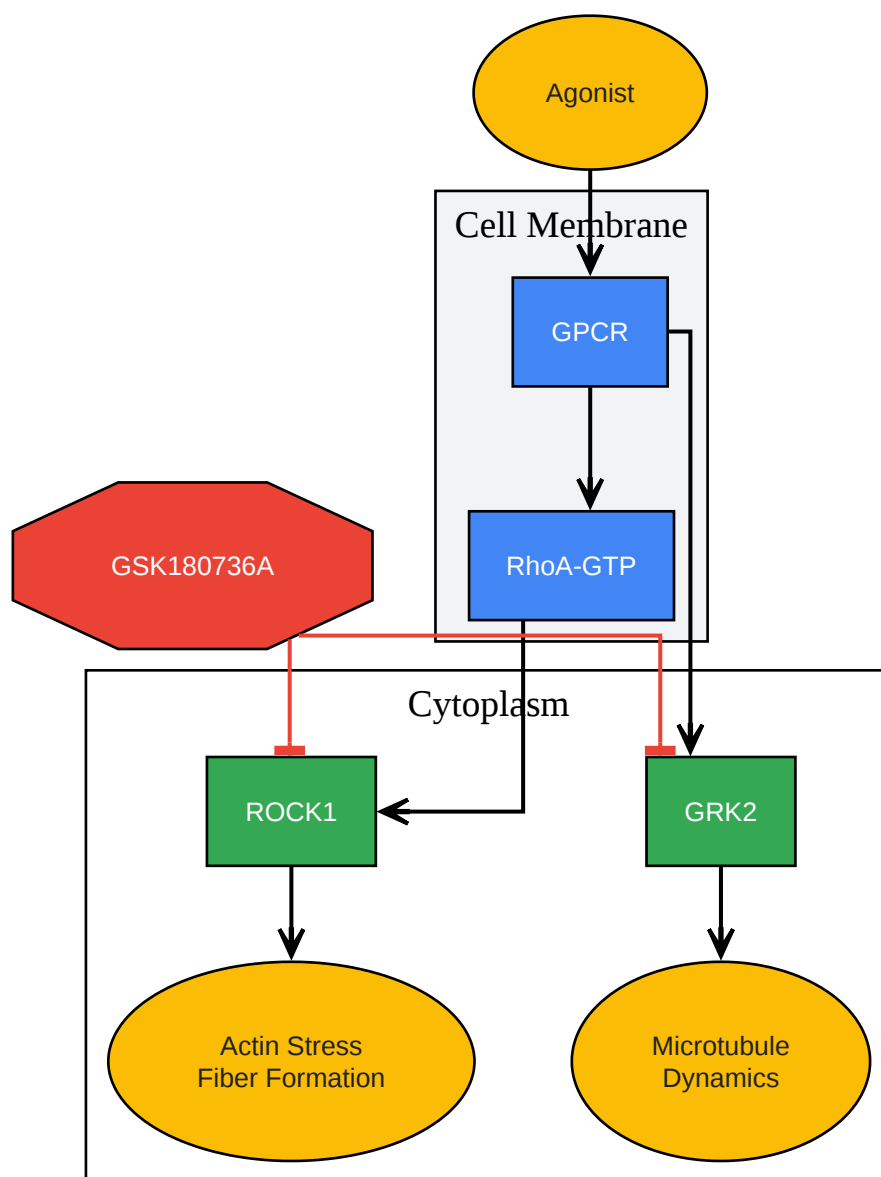 Agonist
Cell Membrane
GPCR
GSK180736A
RhoA-GTP
Cytoplasm
ROCK1
GRK2
Actin Stress
Fiber Formation
Microtubule
Dynamics